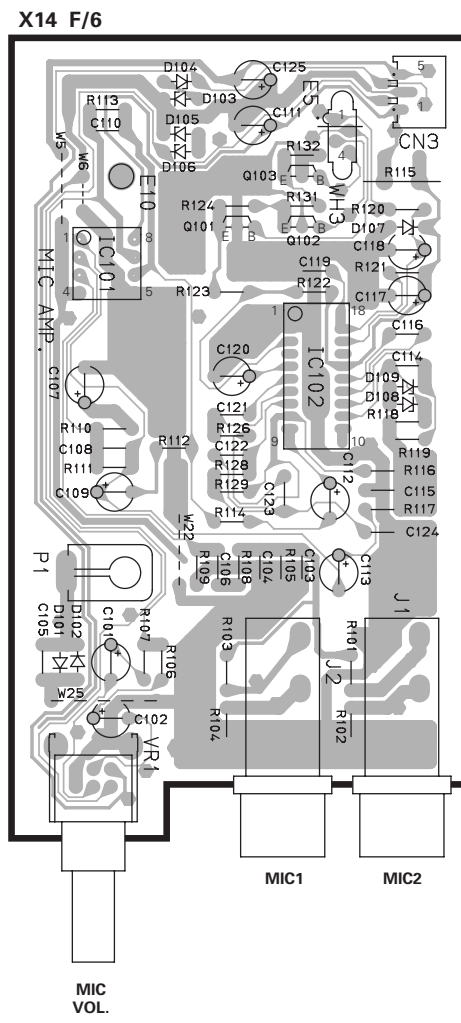 X14 F/6
D104
C125
5
D103
R113
C110
C111
E5
1
1
D105
CN3
W5
W6
D106
R132
4
Q103
E B
R115
E10
WH3
R124
R131
R120
Q101
D107
E B
Q102
E B
C118
1
8
IC101
MIC AMP.
C119
R121
4
5
R123
R122
C117
1
18
C116
IC102
C120
C107
C114
D109
D108
C121
R118
R110
R126
9
10
R112
C108
C122
R119
R111
R128
C112
R116
C109
R129
C123
C115
R117
R114
W22
C124
P1
R109
C106
R108
C104
R105
C103
C113
J1
C105
D101
D102
C101
R107
R106
R103
J2
R101
W25
C102
R104
R102
VR1
MIC1
MIC2
MIC
VOL.